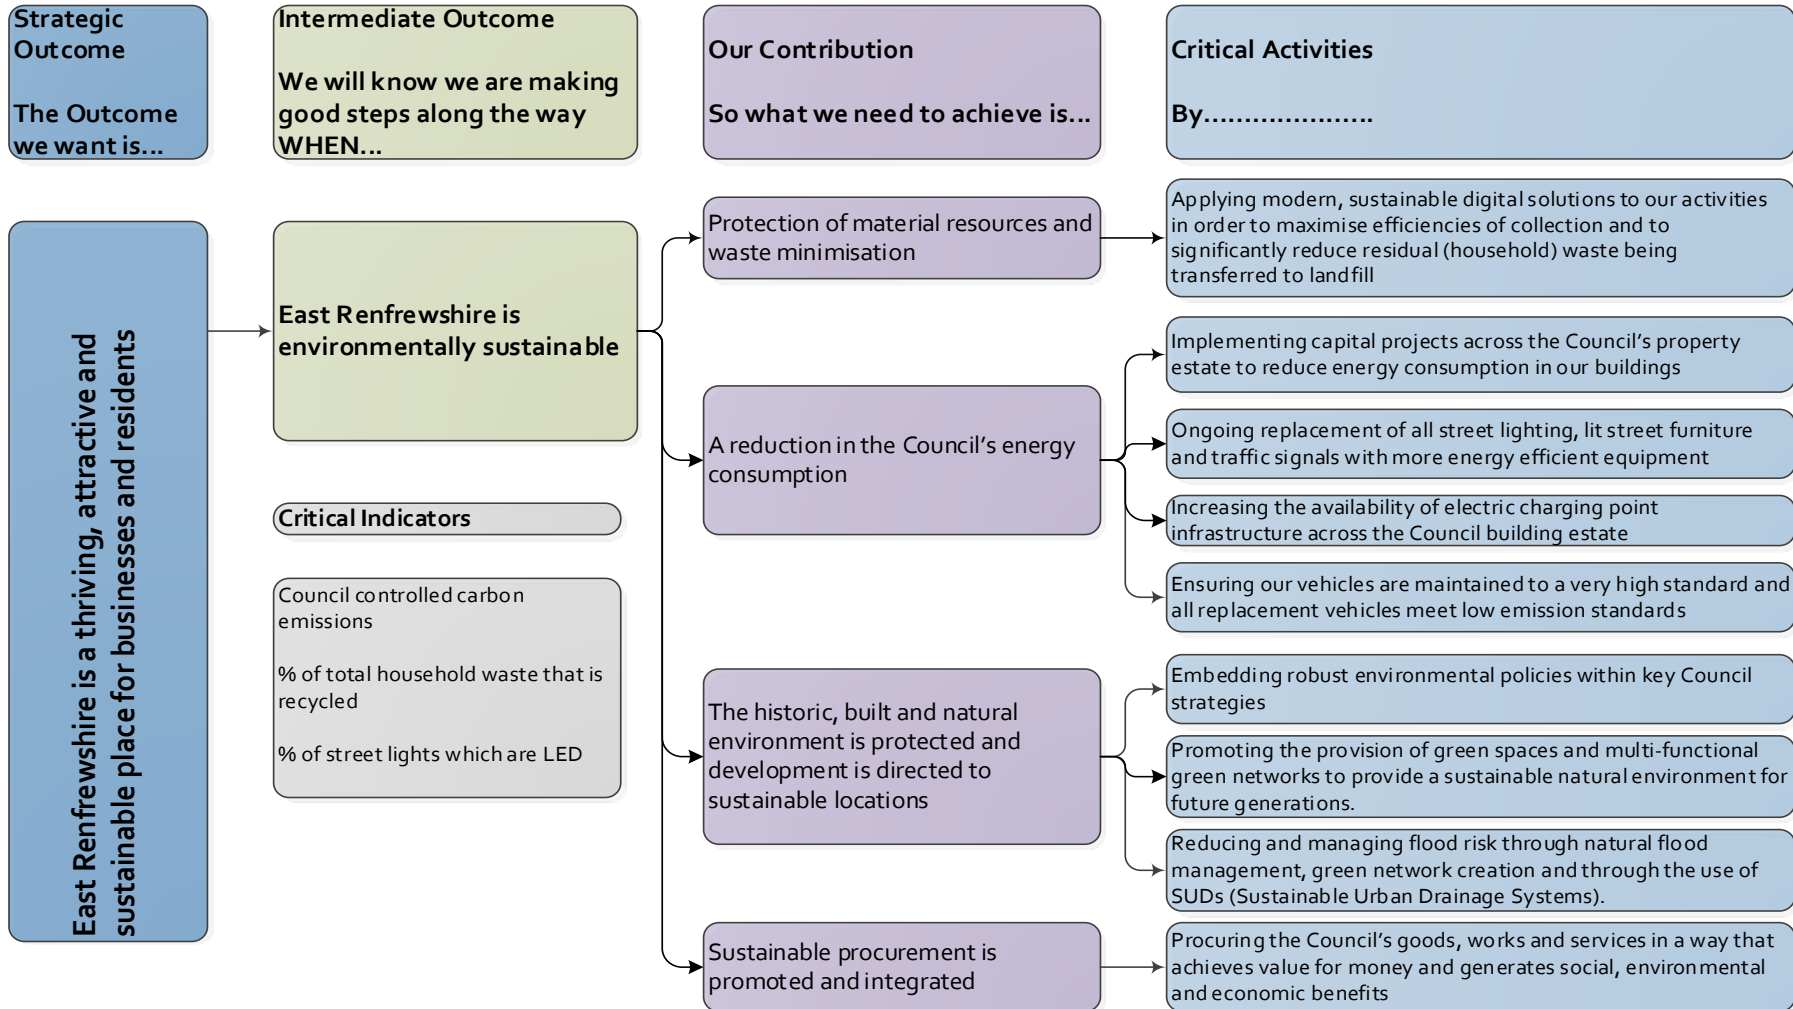 Strategic
Outcome
The Outcome
we want is...
Intermediate Outcome
We will know we are making
good steps along the way
WHEN...
Our Contribution
So what we need to achieve is...
Critical Activities
By.....................
East Renfrewshire is a thriving, attractive and
sustainable place for businesses and residents
East Renfrewshire is
environmentally sustainable
Critical Indicators
Council controlled carbon
emissions
% of total household waste that is
recycled
% of street lights which are LED
Protection of material resources and
waste minimisation
Applying modern, sustainable digital solutions to our activities
in order to maximise efficiencies of collection and to
significantly reduce residual (household) waste being
transferred to landfill
A reduction in the Council’s energy
consumption
Implementing capital projects across the Council’s property
estate to reduce energy consumption in our buildings
Ongoing replacement of all street lighting, lit street furniture
and traffic signals with more energy efficient equipment
Increasing the availability of electric charging point
infrastructure across the Council building estate
Ensuring our vehicles are maintained to a very high standard and
all replacement vehicles meet low emission standards
The historic, built and natural
environment is protected and
development is directed to
sustainable locations
Embedding robust environmental policies within key Council
strategies
Promoting the provision of green spaces and multi-functional
green networks to provide a sustainable natural environment for
future generations.
Reducing and managing flood risk through natural flood
management, green network creation and through the use of
SUDs (Sustainable Urban Drainage Systems).
Sustainable procurement is
promoted and integrated
Procuring the Council’s goods, works and services in a way that
achieves value for money and generates social, environmental
and economic benefits